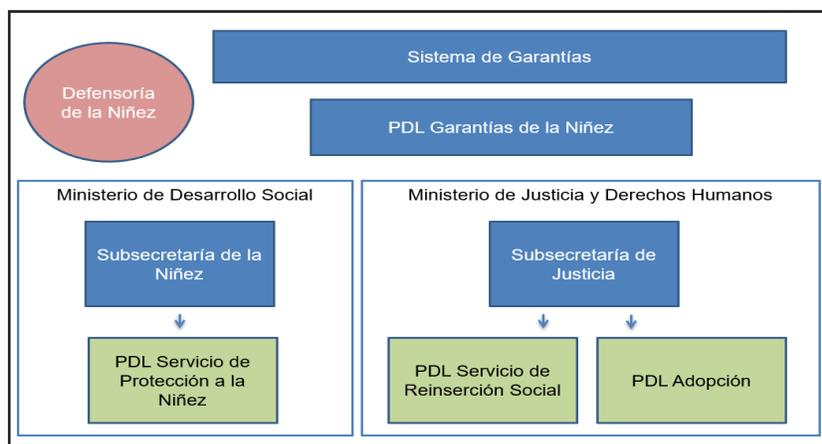 Sistema de Garantías
Defensoría
de la Niñez
PDL Garantías de la Niñez
Ministerio de Desarrollo Social
Subsecretaría de la
Niñez
PDL Servicio de
Protección a la
Niñez
Ministerio de Justicia y Derechos Humanos
Subsecretaría de
Justicia
PDL Servicio de
Reinserción Social
PDL Adopción